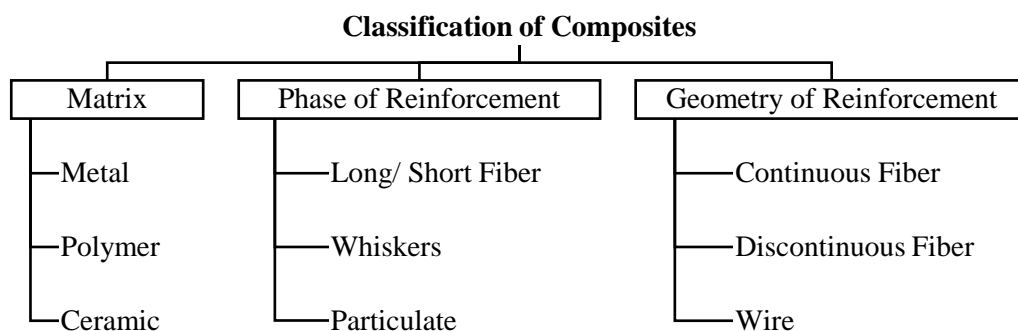 Classification of Composites
Matrix
Phase of Reinforcement
Geometry of Reinforcement
Metal
Long/ Short Fiber
Continuous Fiber
Polymer
Whiskers
Discontinuous Fiber
Ceramic
Particulate
Wire